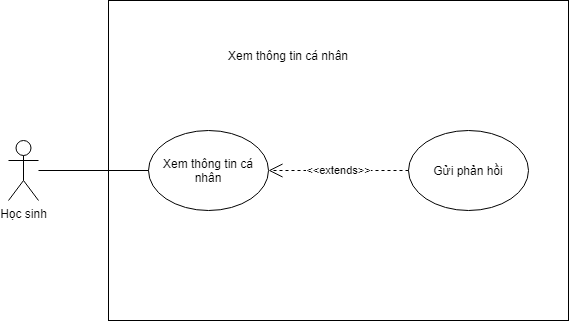 Xem thông tin cá nhân
Xem thông tin cá
nhân
<<extends>>
Gửi phản hồi
Học sinh